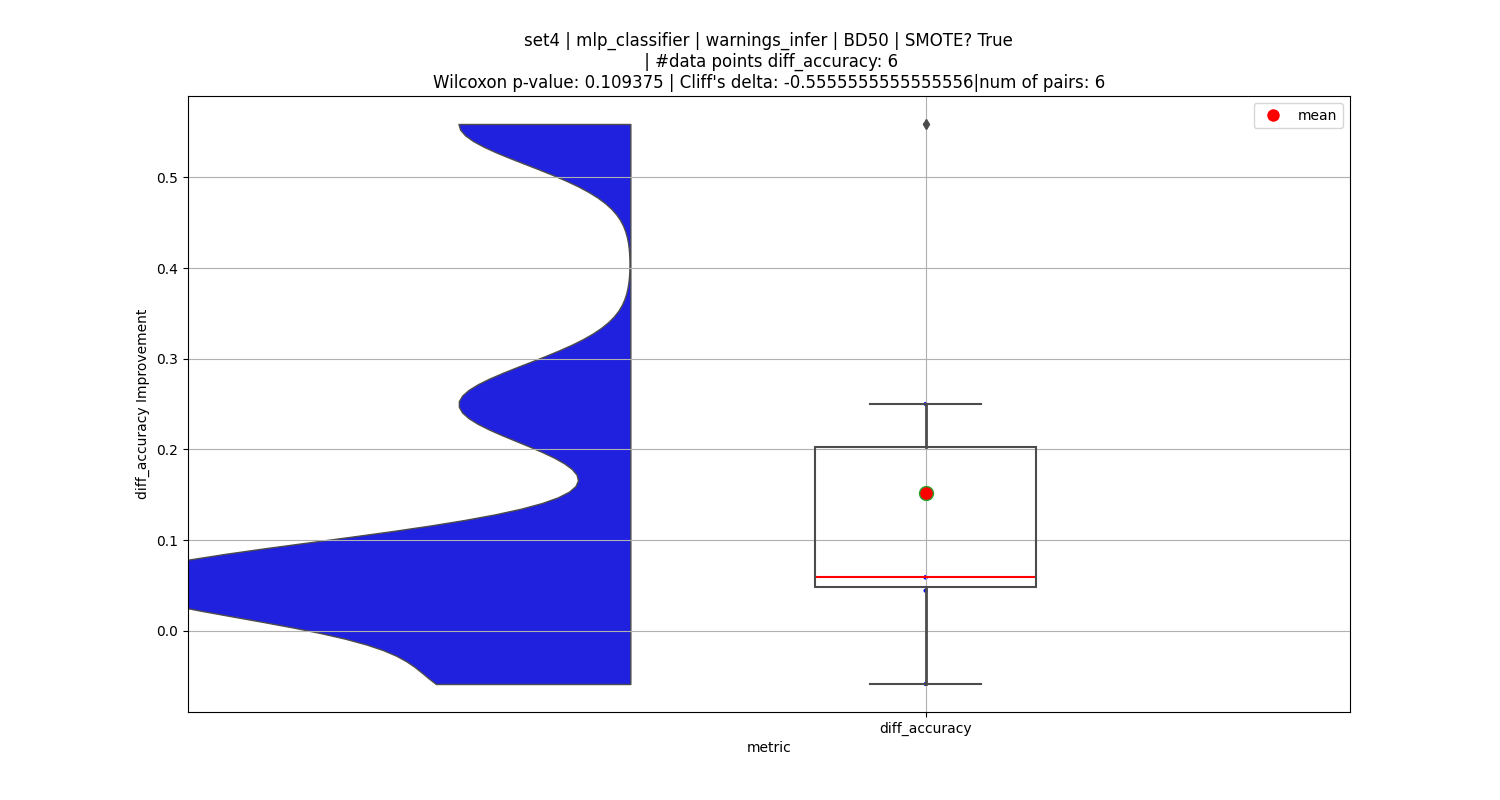 set4 | mlp_classifier | warnings_infer | BD50 | SMOTE? True
| #data points diff_accuracy: 6
Wilcoxon p-value: 0.109375 | Cliff's delta: -0.5555555555555556|num of pairs: 6
mean
0.5
0.4
0.3
0.2
0.1
0.0
diff_accuracy Improvement
diff_accuracy
metric